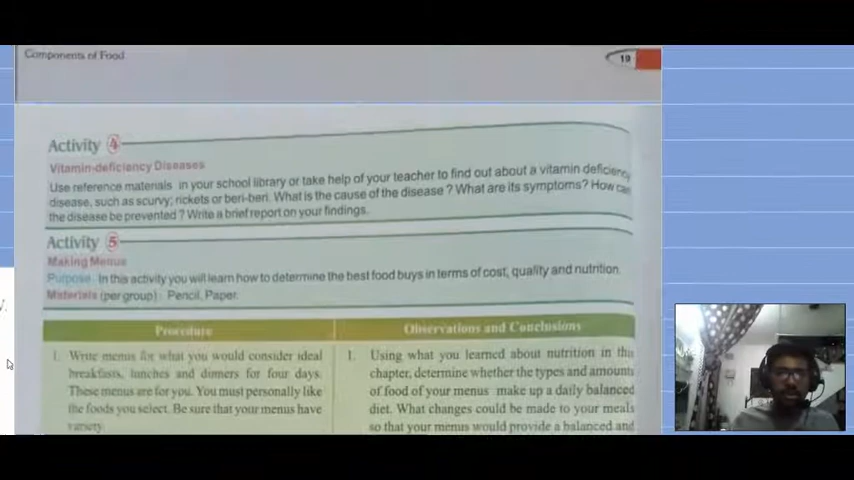 Components of Food
19
Activity 4
Vitamin-deficiency Diseases
Use reference materials in your school library or take help of your teacher to find out about a vitamin deficiency
disease, such as scurvy, rickets or beri-beri. What is the cause of the disease ? What are its symptoms? How can
the disease be prevented ? Write a brief report on your findings.
Activity 5
Making Menus
Purpose In this activity you will learn how to determine the best food buys in terms of cost, quality and nutrition.
Materials (per group) : Pencil, Paper.
Procedure
1. Write menus for what you would consider ideal
breakfasts, lunches and dinners for four days.
These menus are for you. You must personally like
the foods you select. Be sure that your menus have
variety.
Observations and Conclusions
1. Using what you learned about nutrition in this
chapter, determine whether the types and amounts
of food of your menus make up a daily balanced
diet. What changes could be made to your meals
so that your menus would provide a balanced and